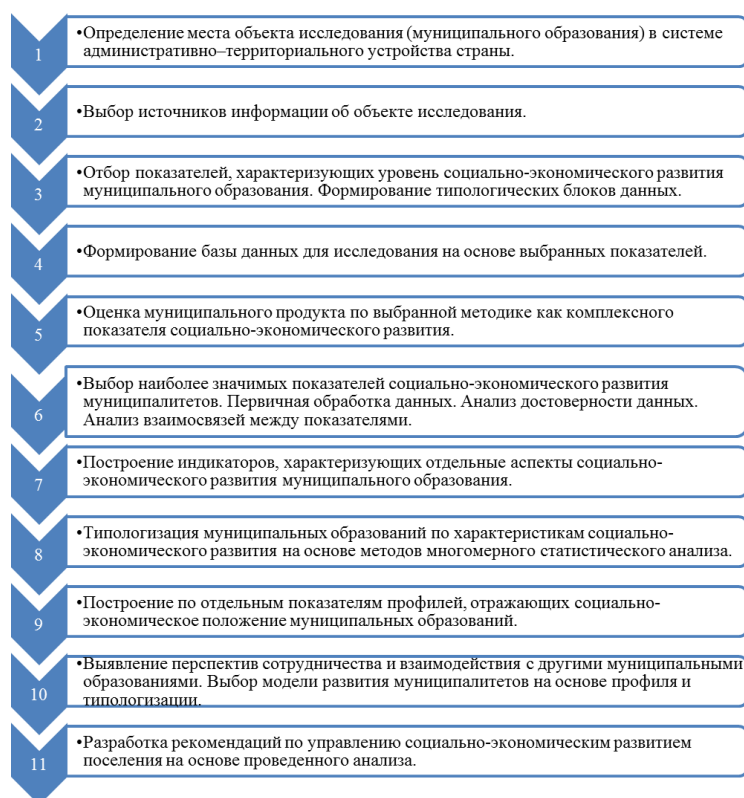 1
•Определение места объекта исследования (муниципального образования) в системе
административно–территориального устройства страны.
2
•Выбор источников информации об объекте исследования.
3
•Отбор показателей, характеризующих уровень социально-экономического развития
муниципального образования. Формирование типологических блоков данных.
4
•Формирование базы данных для исследования на основе выбранных показателей.
5
•Оценка муниципального продукта по выбранной методике как комплексного
показателя социально-экономического развития.
6
•Выбор наиболее значимых показателей социально-экономического развития
муниципалитетов. Первичная обработка данных. Анализ достоверности данных.
Анализ взаимосвязей между показателями.
7
•Построение индикаторов, характеризующих отдельные аспекты социально-
экономического развития муниципального образования.
8
•Типологизация муниципальных образований по характеристикам социально-
экономического развития на основе методов многомерного статистического анализа.
9
•Построение по отдельным показателям профилей, отражающих социально-
экономическое положение муниципальных образований.
10
•Выявление перспектив сотрудничества и взаимодействия с другими муниципальными
образованиями. Выбор модели развития муниципалитетов на основе профиля и
типологизации.
11
•Разработка рекомендаций по управлению социально-экономическим развитием
поселения на основе проведенного анализа.